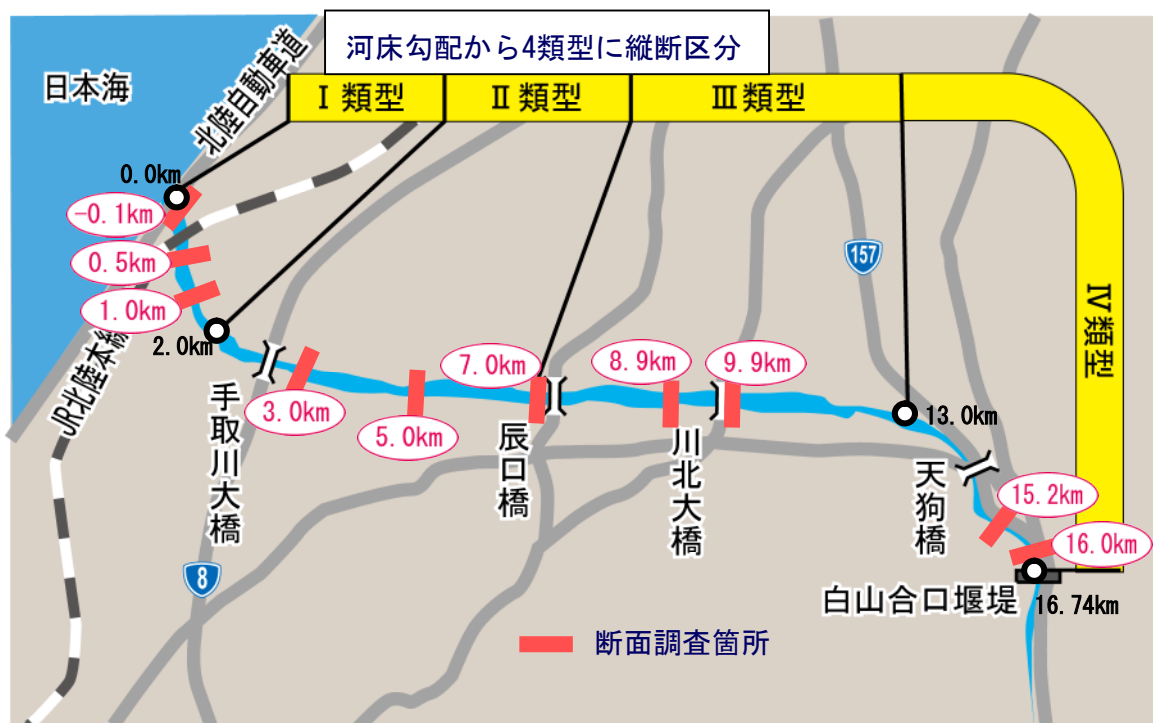 河床勾配から4類型に縦断区分
日本海
北陸自動車道
Ⅰ類型
Ⅱ類型
Ⅲ類型
Ⅳ類型
0.0km
-0.1km
0.5km
1.0km
2.0km
JR北陸本線
157
手取川大橋
3.0km
5.0km
7.0km
辰口橋
8.9km
9.9km
川北大橋
13.0km
天狗橋
15.2km
16.0km
8
白山合口堰堤
16.74km
断面調査箇所